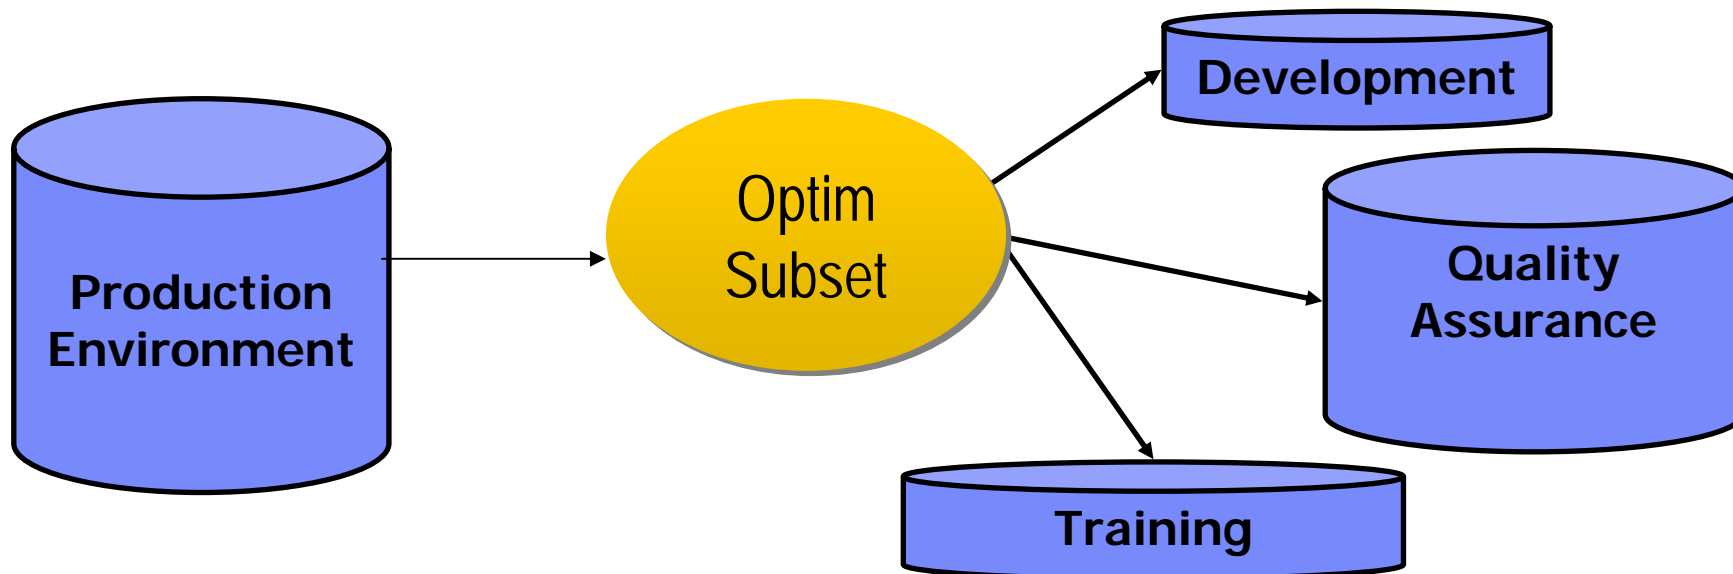 Production
Environment
Optim
Subset
Development
Quality
Assurance
Training